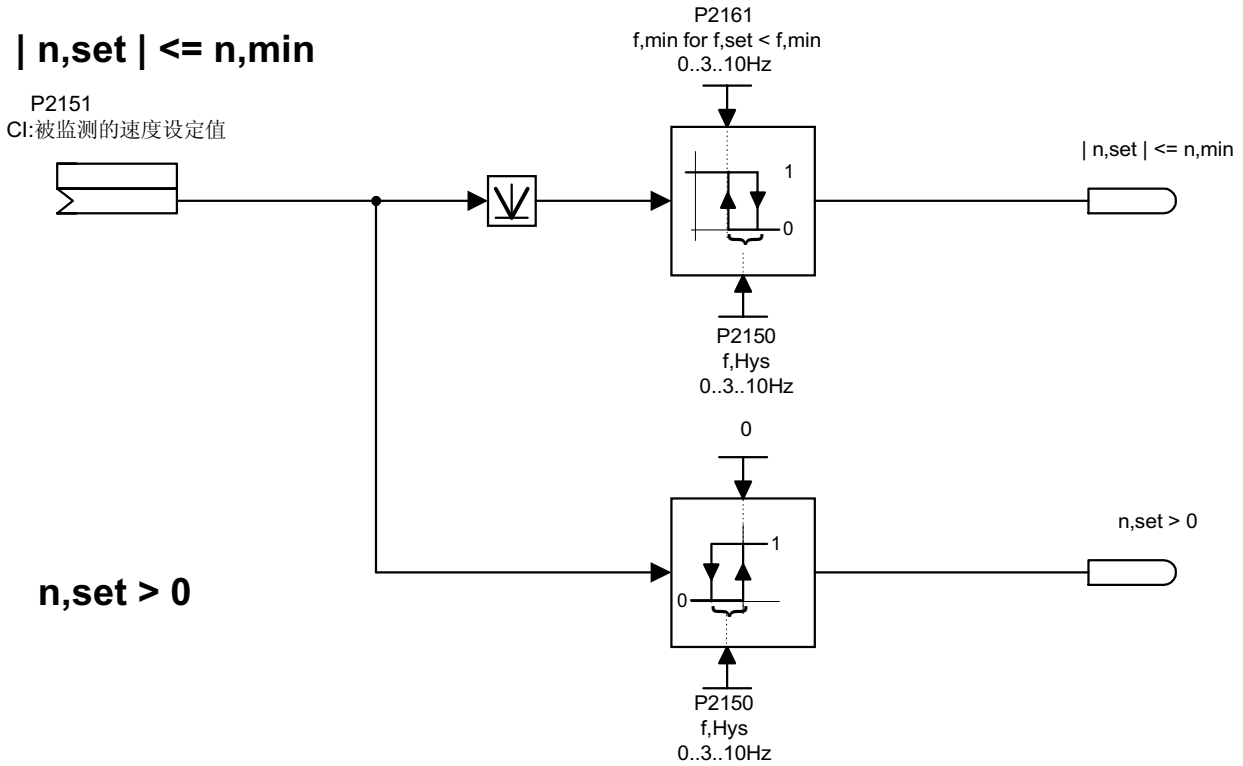 | n,set | <= n,min
P2151
CI:被监测的速度设定值
P2161
f,min for f,set < f,min
0..3..10Hz
1
0
| n,set | <= n,min
P2150
f,Hys
0..3..10Hz
n,set > 0
0
1
0
n,set > 0
P2150
f,Hys
0..3..10Hz